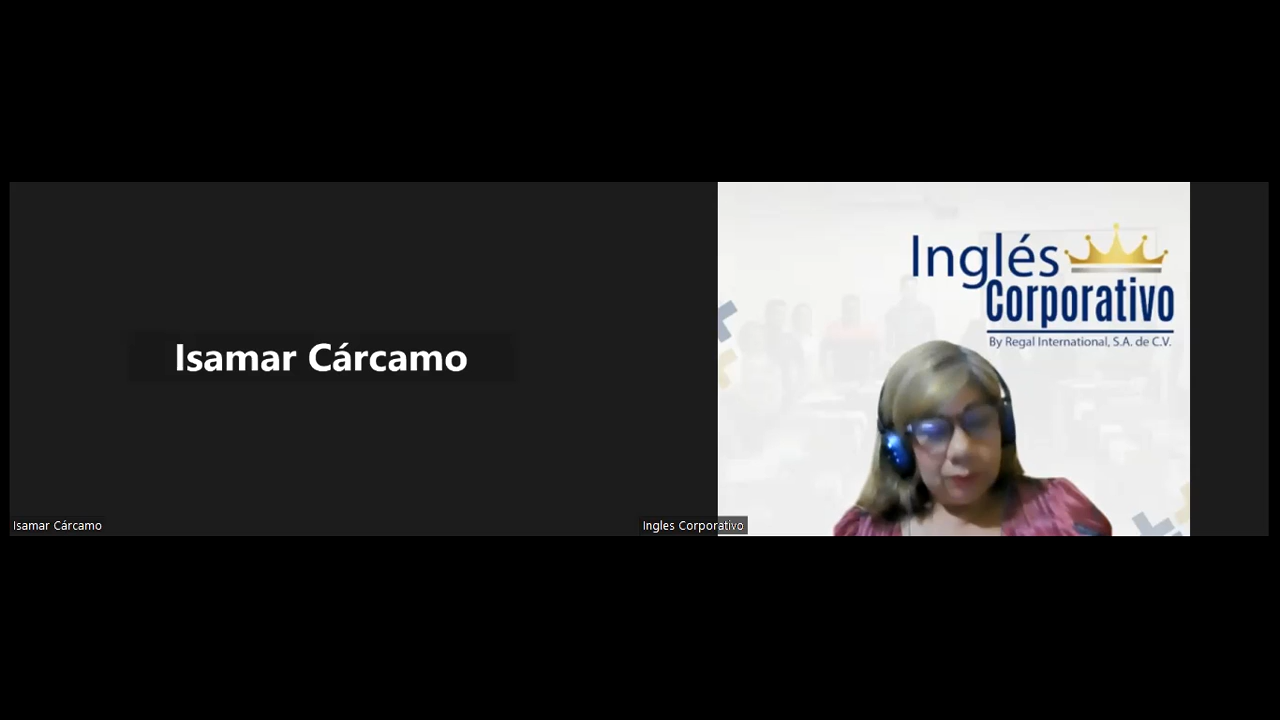 Isamar Cárcamo
Isamar Cárcamo
Inglés
Corporativo
By Regal International, S.A. de C.V.
Ingles Corporativo